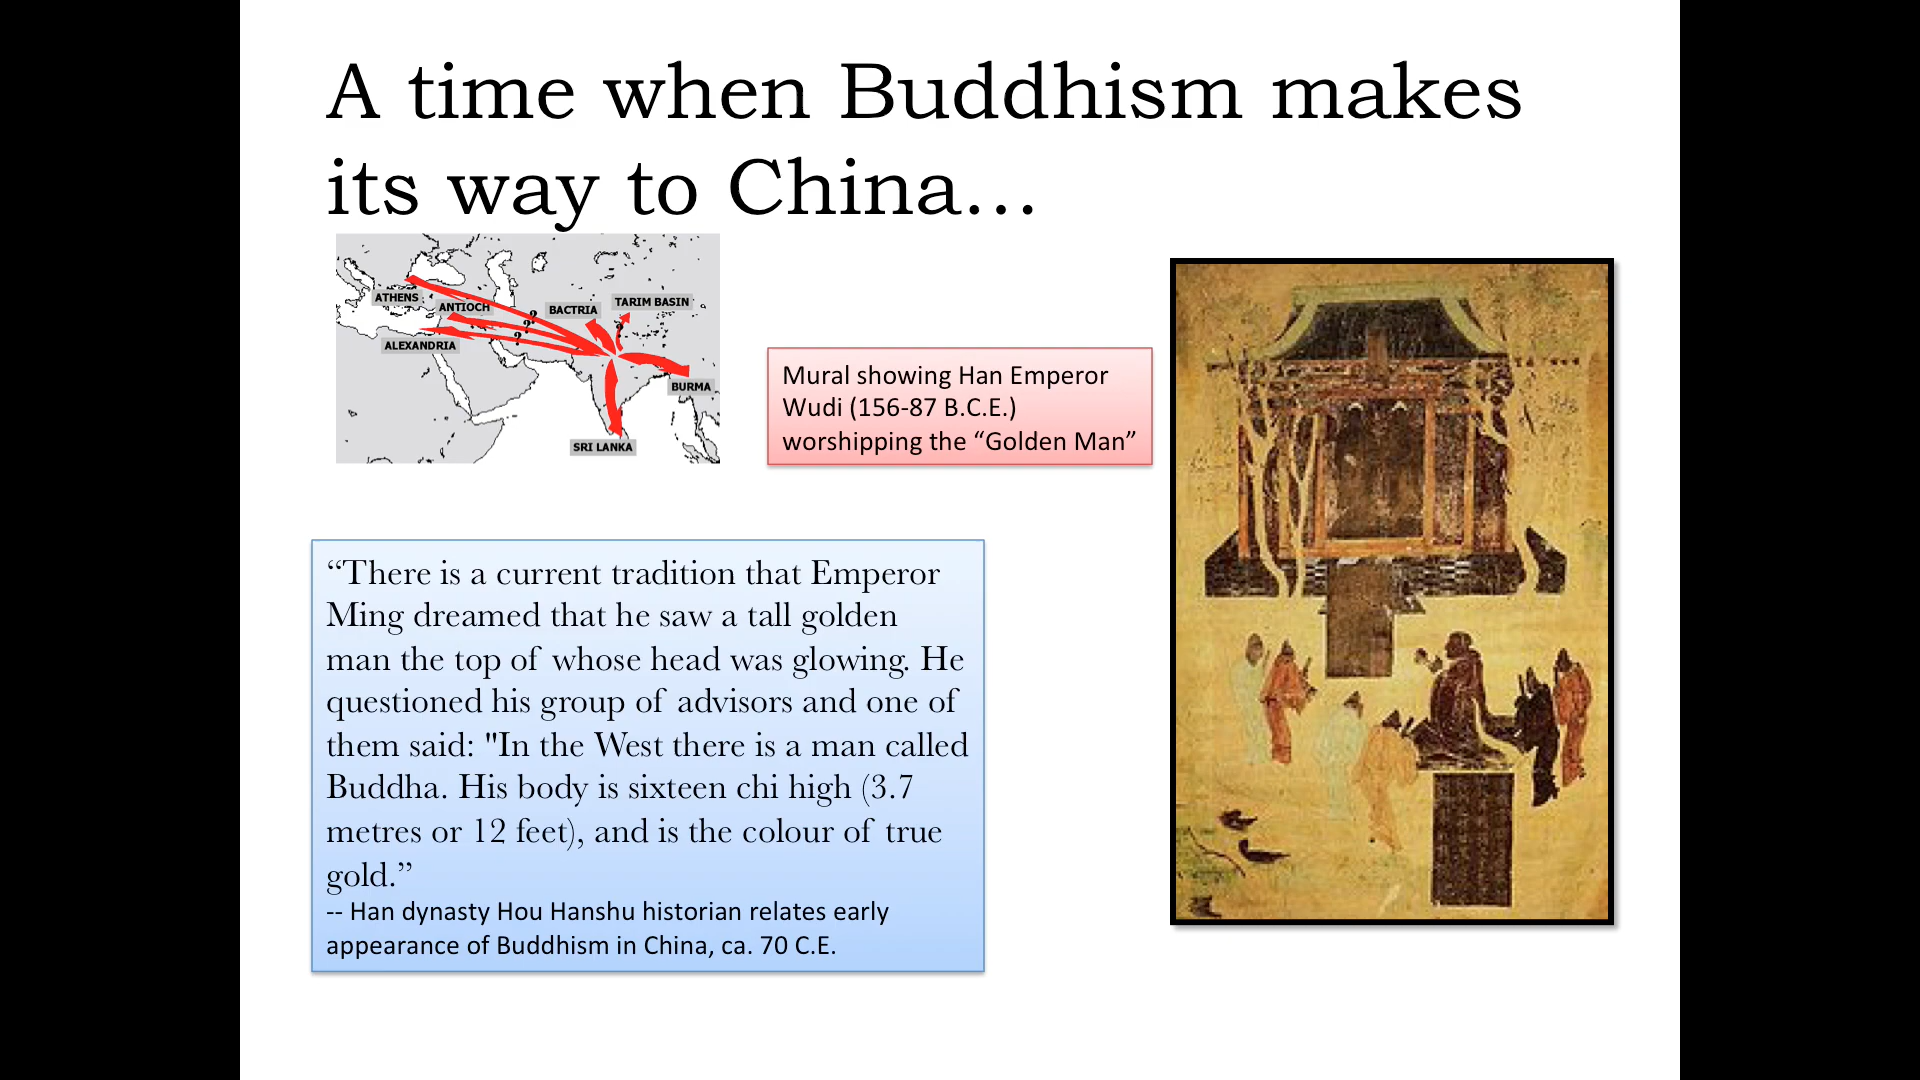 A time when Buddhism makes
its way to China…
ATHENS
ANTIOCH
BACTRIA
TARIM BASIN
ALEXANDRIA
BURMA
SRI LANKA
?
?
?
?
Mural showing Han Emperor
Wudi (156-87 B.C.E.)
worshipping the “Golden Man”
“There is a current tradition that Emperor
Ming dreamed that he saw a tall golden
man the top of whose head was glowing. He
questioned his group of advisors and one of
them said: "In the West there is a man called
Buddha. His body is sixteen chi high (3.7
metres or 12 feet), and is the colour of true
gold.”
-- Han dynasty Hou Hanshu historian relates early
appearance of Buddhism in China, ca. 70 C.E.